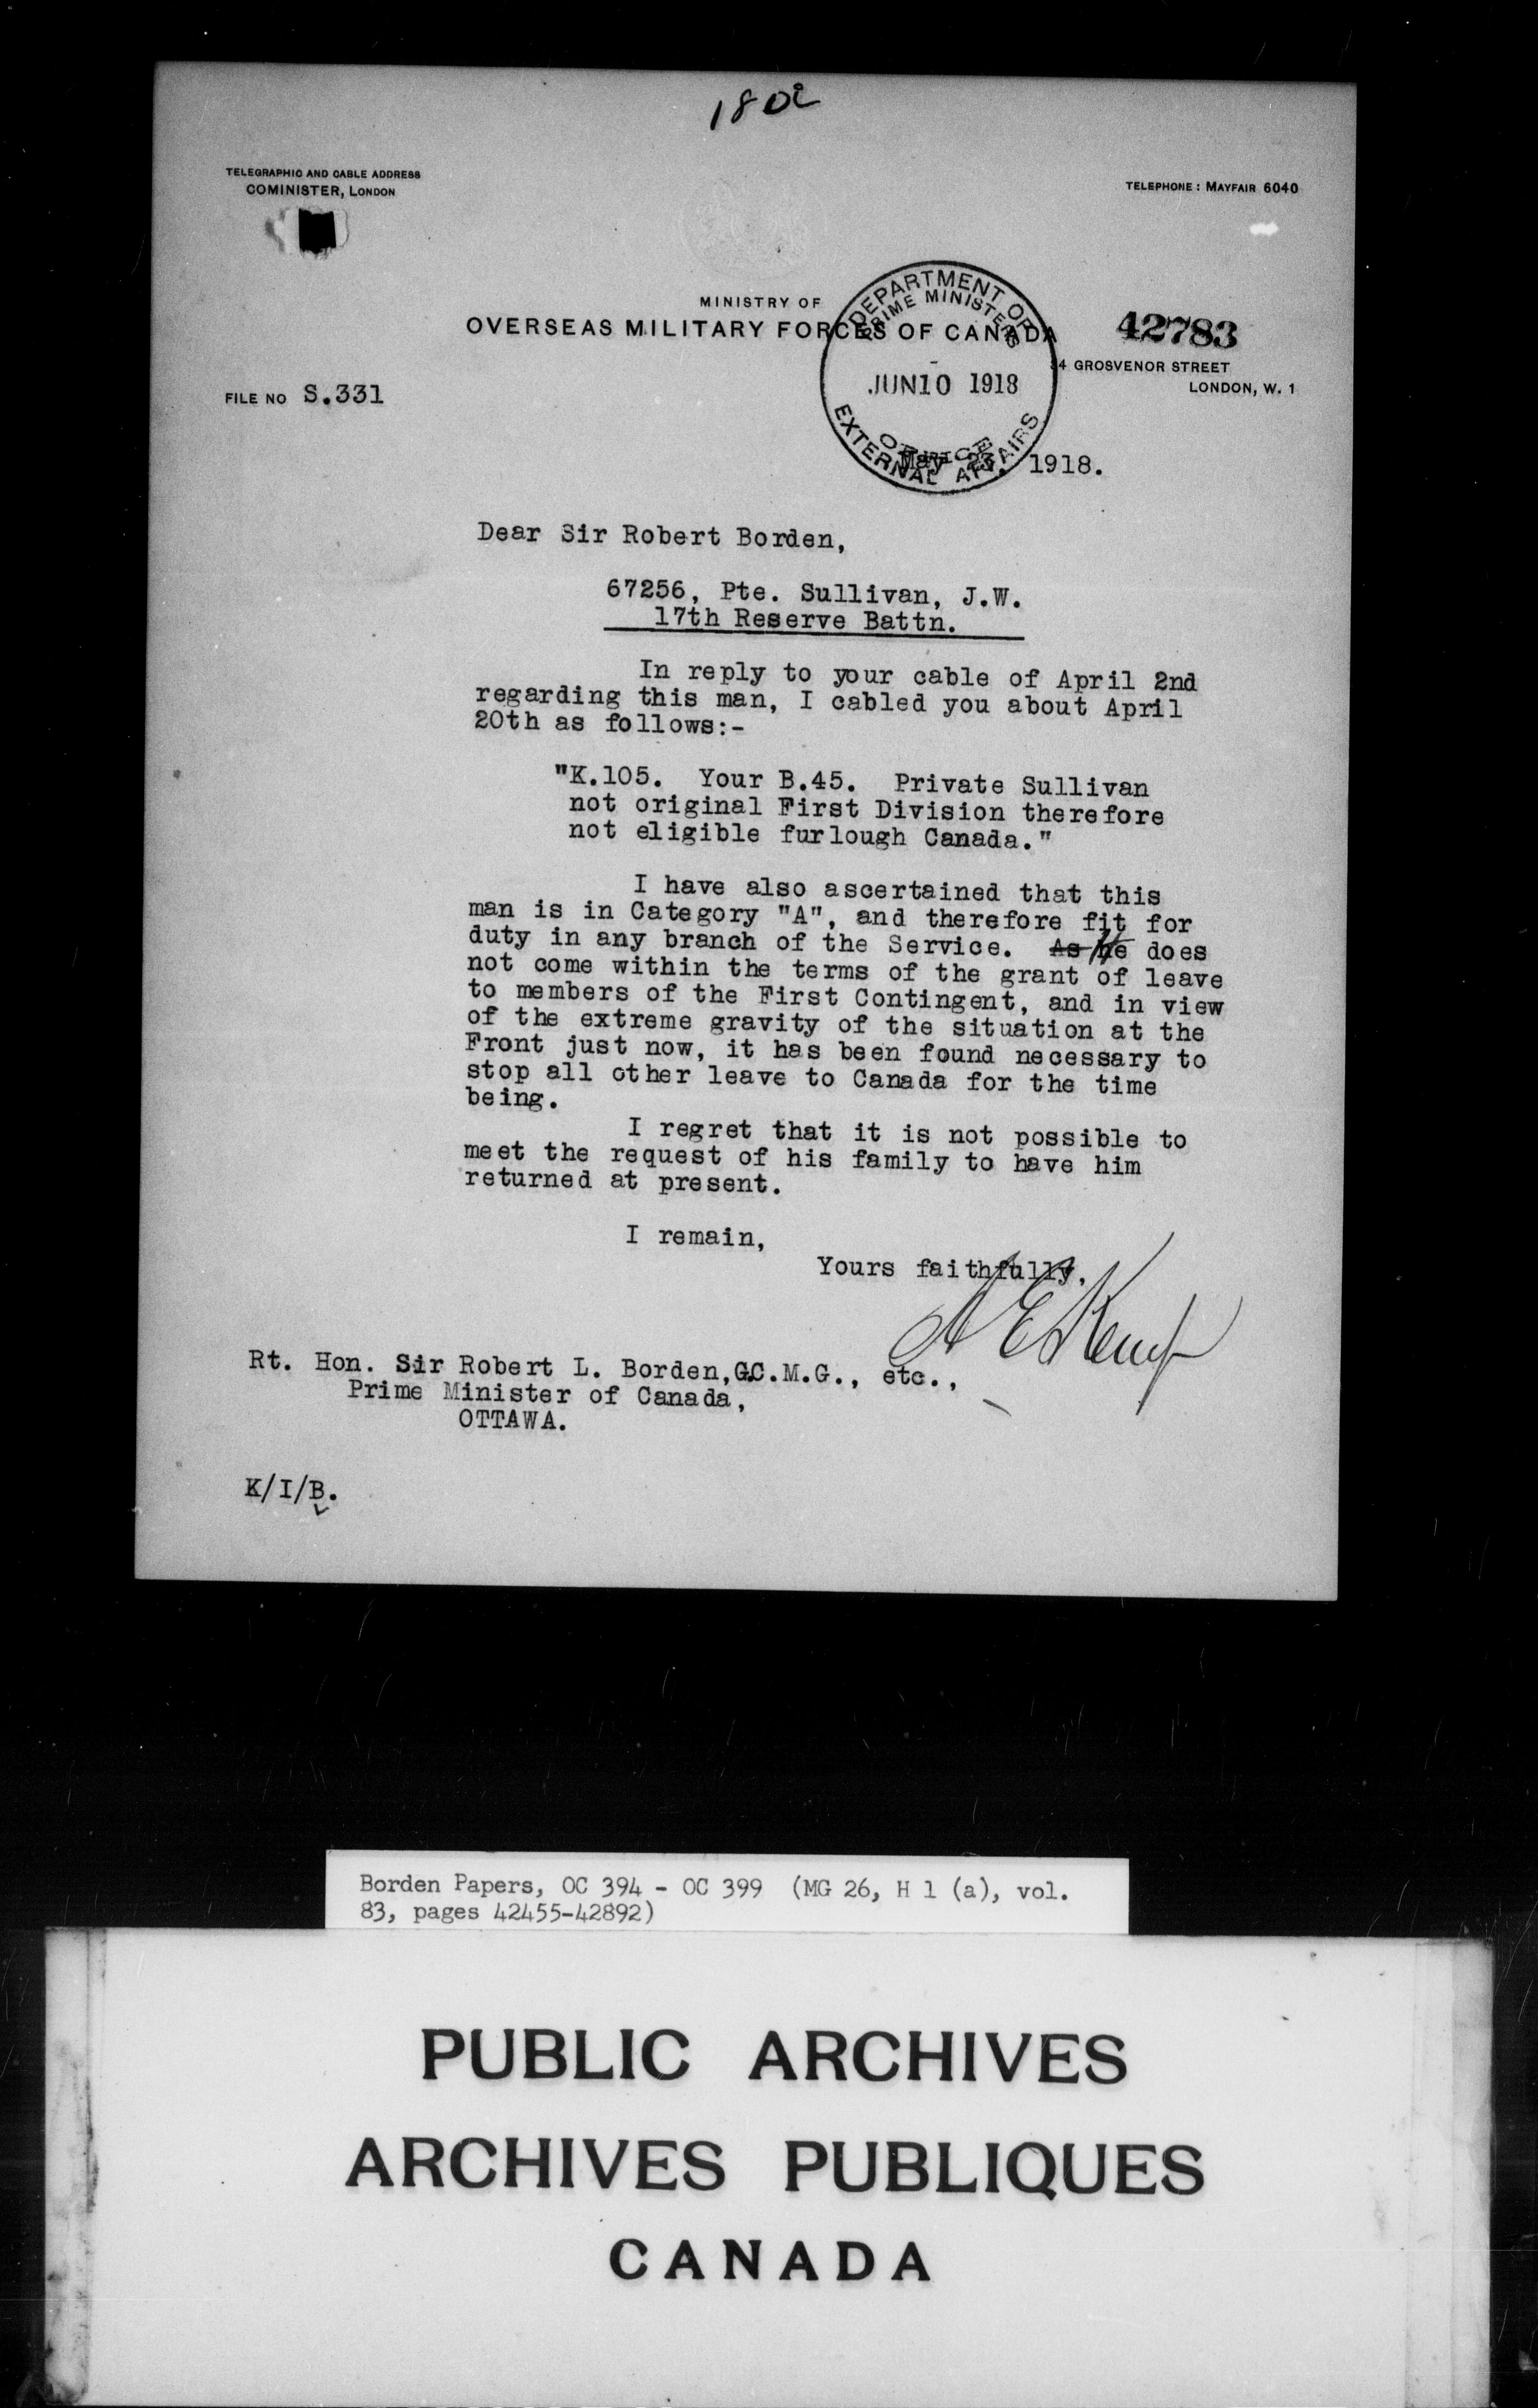 180
TELEGRAPHIC AND CABLE ADDRESS
COMINISTER, LONDON
TELEPHONE: MAYFAIR 6040
MINISTRY OF
OVERSEAS MILITARY FORCES OF CANADA
DEPARTMENT OF
PRIME MINISTERS
JUN 10 1918
OFFICE
EXTERNAL AFFAIRS
42783
34 GROSVENOR STREET
LONDON, W. 1
FILE NO S.331
May 23, 1918.
Dear Sir Robert Borden,
67256, Pte. Sullivan, J.W.
17th Reserve Battn.
In reply to your cable of April 2nd
regarding this man, I cabled you about April
20th as follows:-
"K.105. Your B.45. Private Sullivan
not original First Division therefore
not eligible furlough Canada."
I have also ascertained that this
man is in Category "A", and therefore fit for
duty in any branch of the Service. As He does
not come within the terms of the grant of leave
to members of the First Contingent, and in view
of the extreme gravity of the situation at the
Front just now, it has been found necessary to
stop all other leave to Canada for the time
being.
I regret that it is not possible to
meet the request of his family to have him
returned at present.
I remain,
Yours faithfully,
A E Kemp
Rt. Hon. Sir Robert L. Borden, G.C.M.G., etc.,
Prime Minister of Canada,
OTTAWA.
K/I/B.
Borden Papers, OC 394 - OC 399 (MG 26, H 1 (a), vol.
83, pages 42455-42892)
PUBLIC ARCHIVES
ARCHIVES PUBLIQUES
CANADA